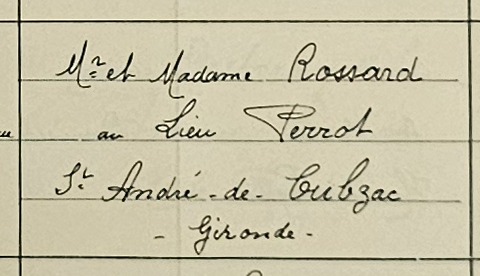 Mr et Madame Rossard
au Lieu Perrot
St André-de-Cubzac
- Gironde -